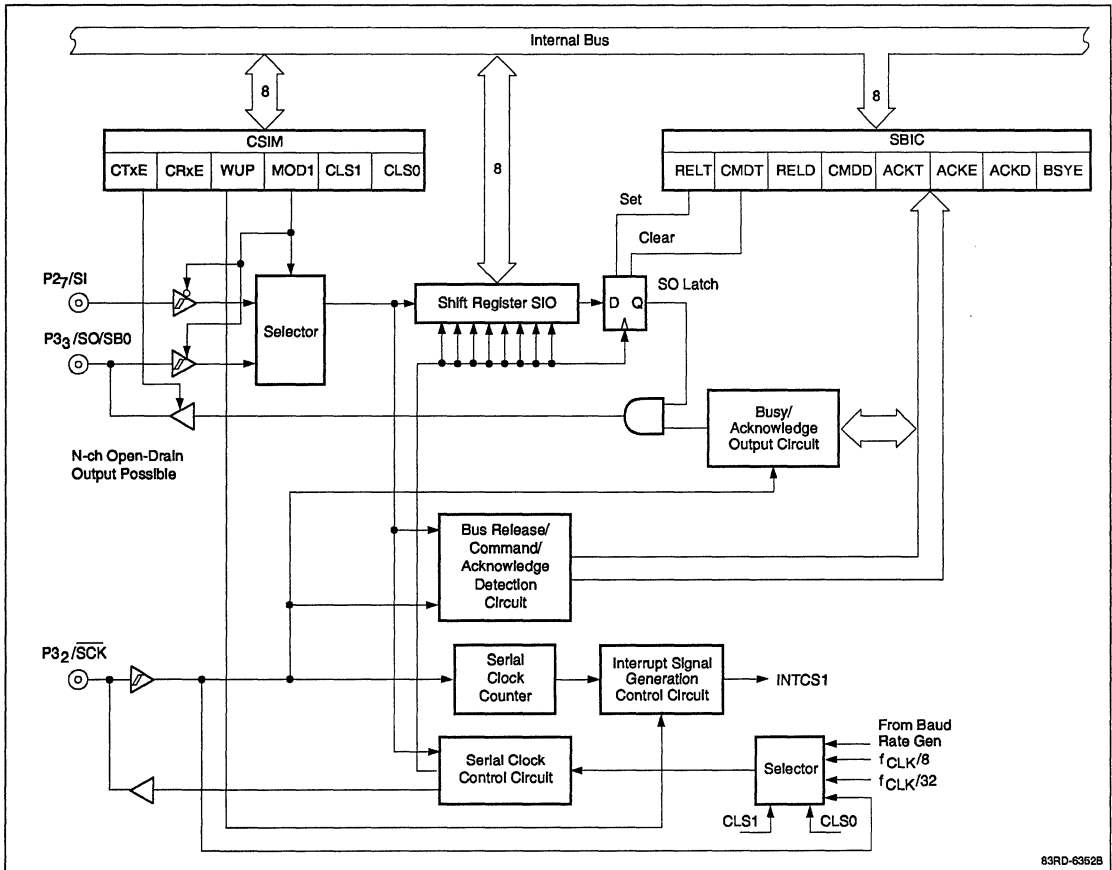 Internal Bus
8
8
8
CSIM
CTxE CRxE WUP MOD1 CLS1 CLS0
SBIC
RELT CMDT RELD CMDD ACKT ACKE ACKD BSYE
Set
Clear
SO Latch
P2₇/SI
Selector
Shift Register SIO
D Q
P3₃/SO/SB0
N-ch Open-Drain
Output Possible
Busy/
Acknowledge
Output Circuit
Bus Release/
Command/
Acknowledge
Detection
Circuit
P3₂/S̅C̅K̅
Serial
Clock
Counter
Interrupt Signal
Generation
Control Circuit
INTCS1
Serial Clock
Control Circuit
Selector
From Baud
Rate Gen
fCLK/8
fCLK/32
CLS1 CLS0
83RD-6352B